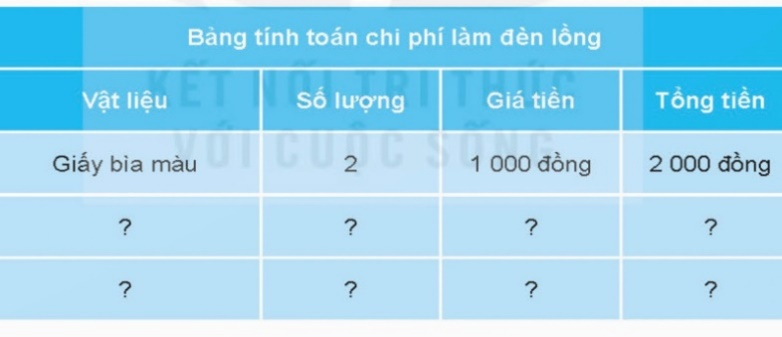 Bảng tính toán chi phí làm đèn lồng
Vật liệu Số lượng Giá tiền Tổng tiền
KẾT NỐI TRI THỨC
VỚI CUỘC SỐNG
Giấy bìa màu 2 1 000 đồng 2 000 đồng
? ? ? ?
? ? ? ?